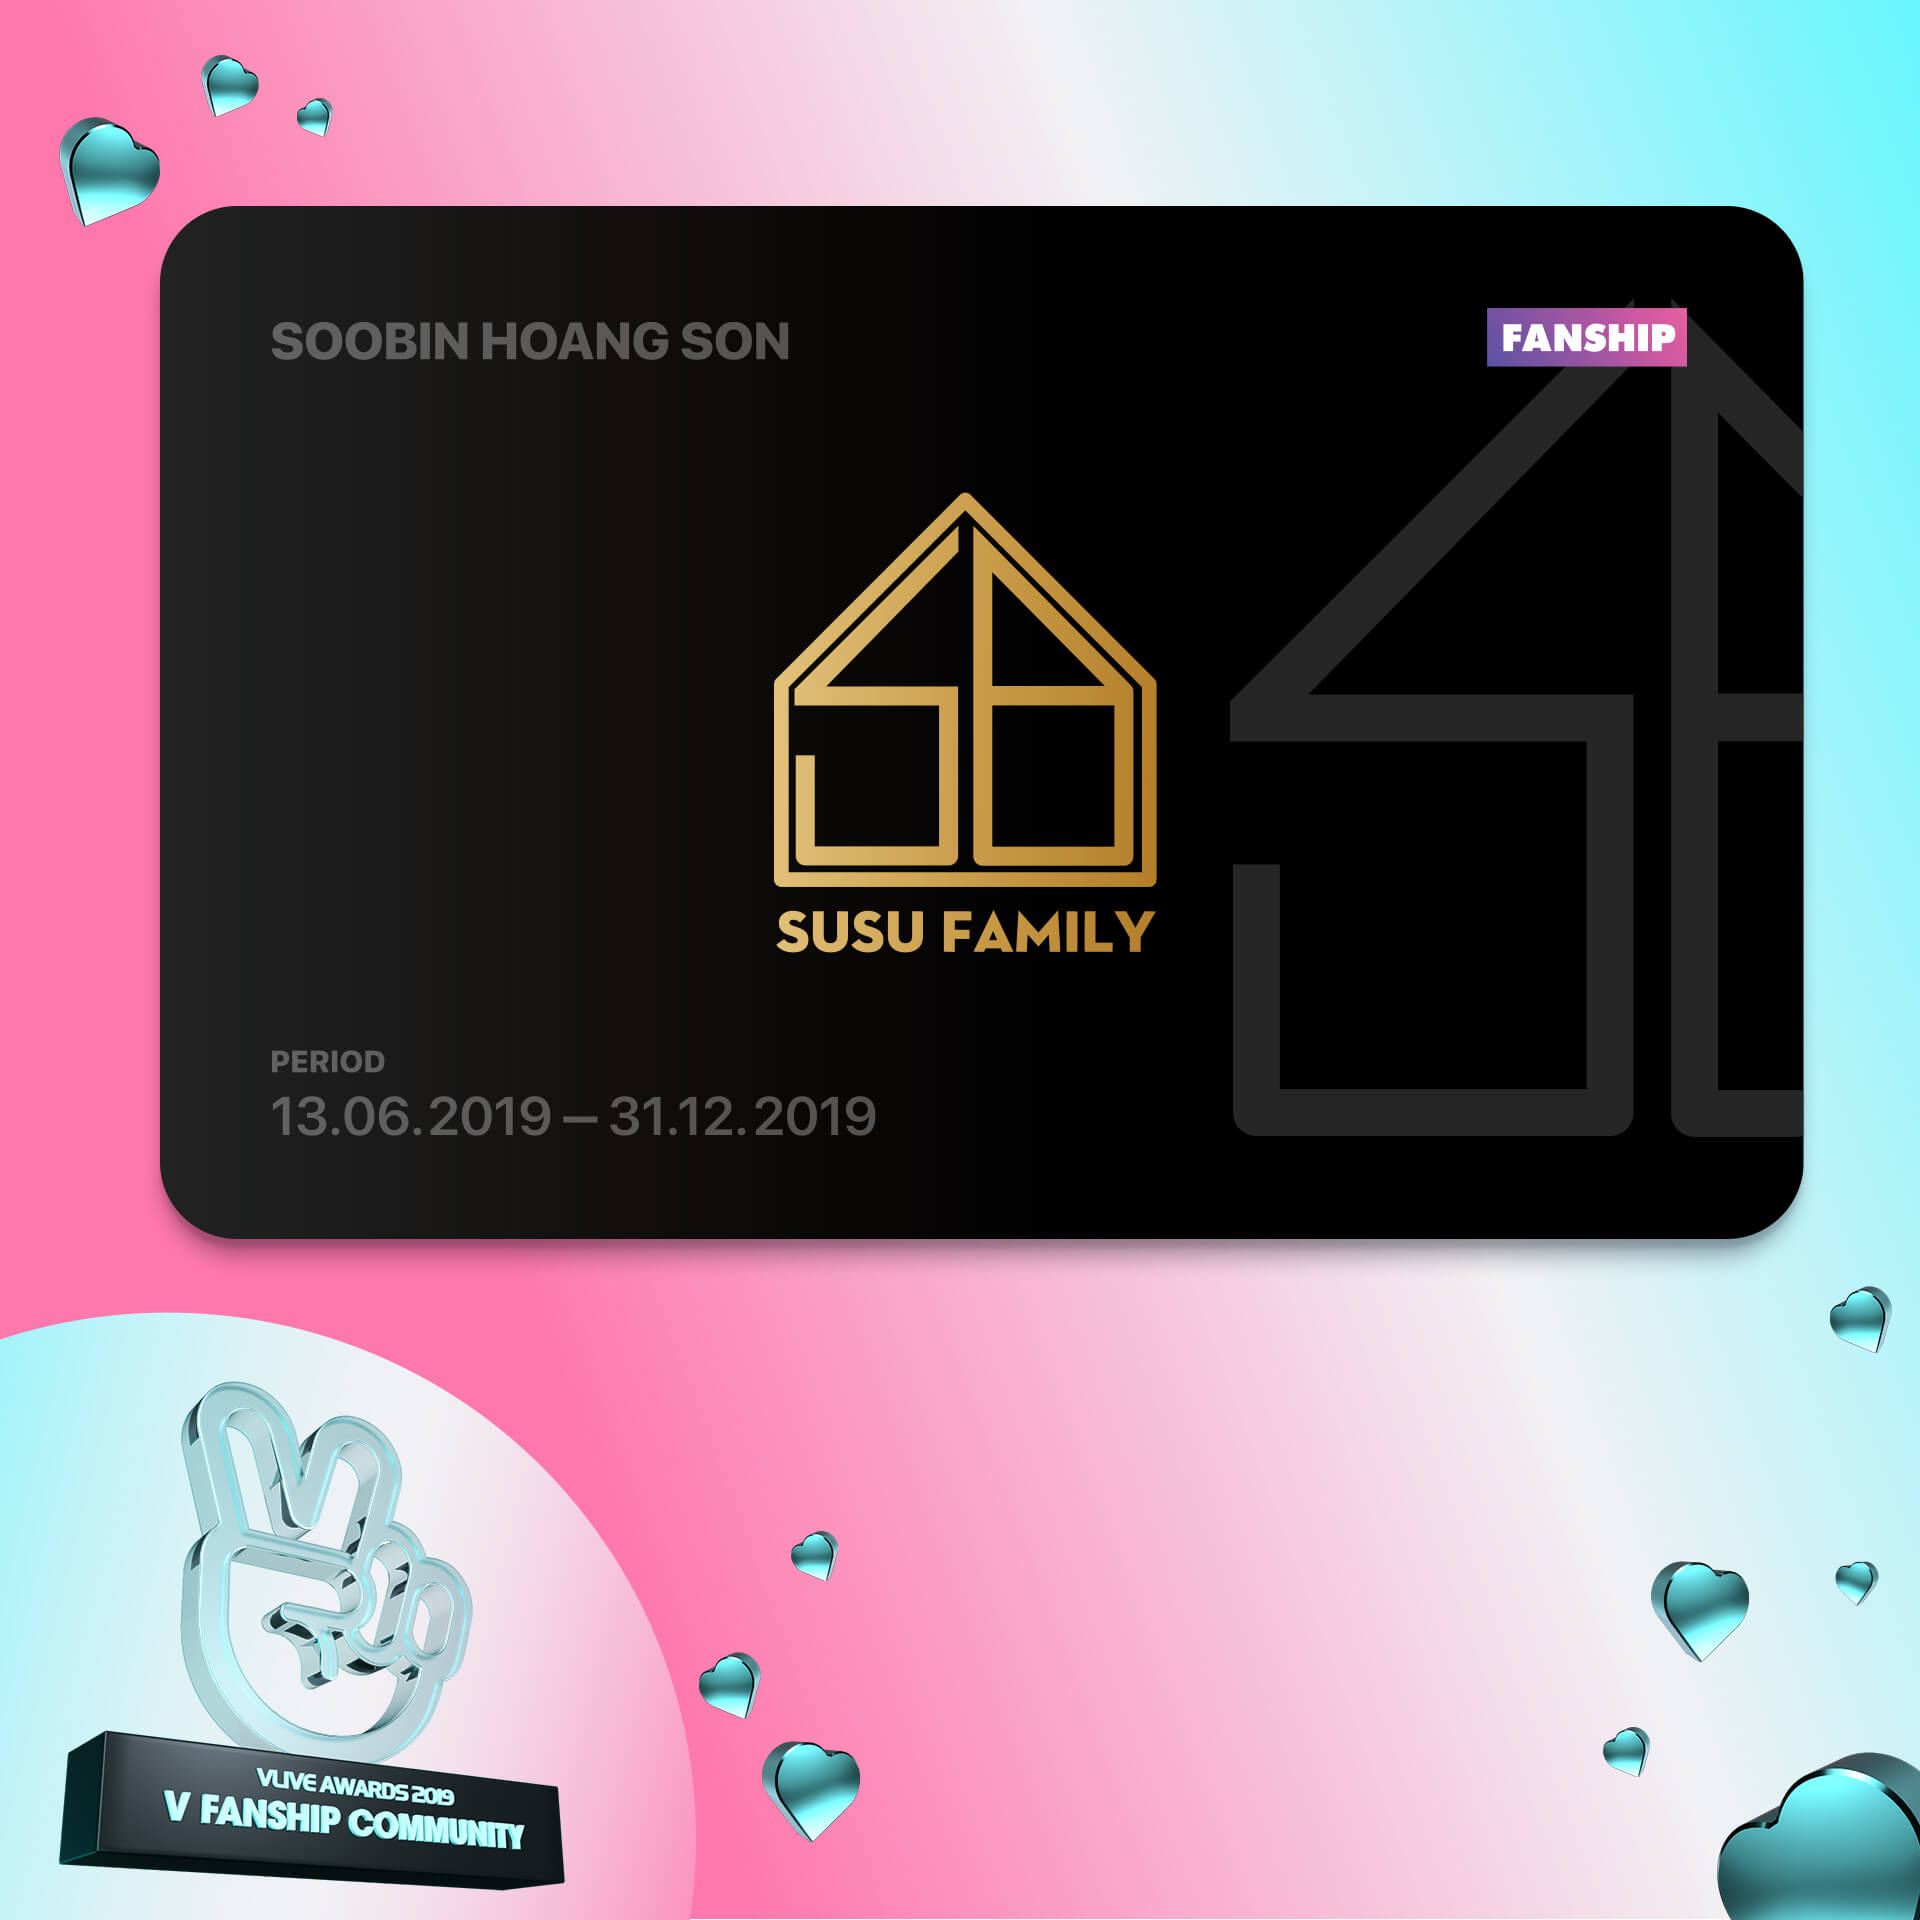 SOOBIN HOANG SON
FANSHIP
SUSU FAMILY
PERIOD
13.06.2019 — 31.12.2019
VLIVE AWARDS 2019
V FANSHIP COMMUNITY